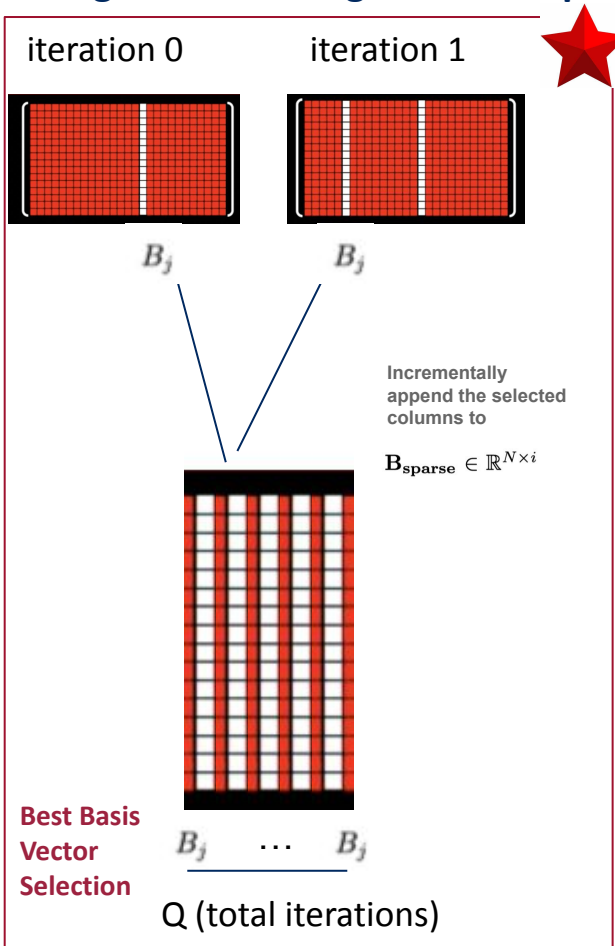 iteration 0 iteration 1
B_j B_j
Incrementally
append the selected
columns to
B_sparse ∈ ℝ^{N×i}
Best Basis
Vector
Selection
B_j ... B_j
Q (total iterations)